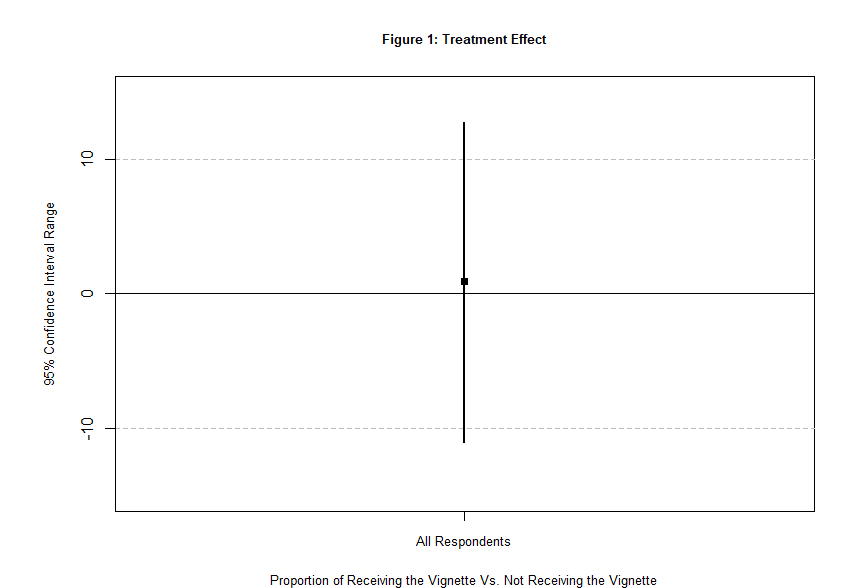 Figure 1: Treatment Effect
95% Confidence Interval Range
10
0
-10
All Respondents
Proportion of Receiving the Vignette Vs. Not Receiving the Vignette